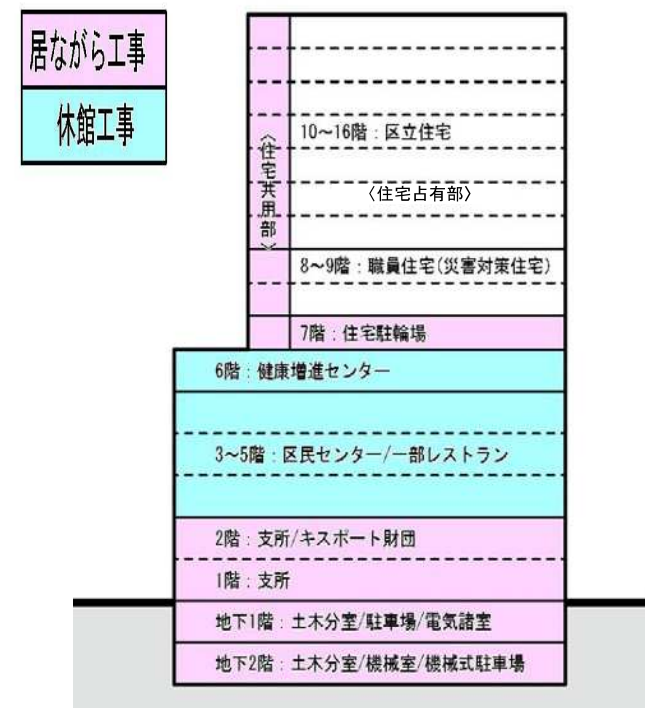 居ながら工事
休館工事
10~16階：区立住宅
〈住宅共用部〉
〈住宅占有部〉
8~9階：職員住宅(災害対策住宅)
7階：住宅駐輪場
6階：健康増進センター
3~5階：区民センター/一部レストラン
2階：支所/キスポート財団
1階：支所
地下1階：土木分室/駐車場/電気諸室
地下2階：土木分室/機械室/機械式駐車場